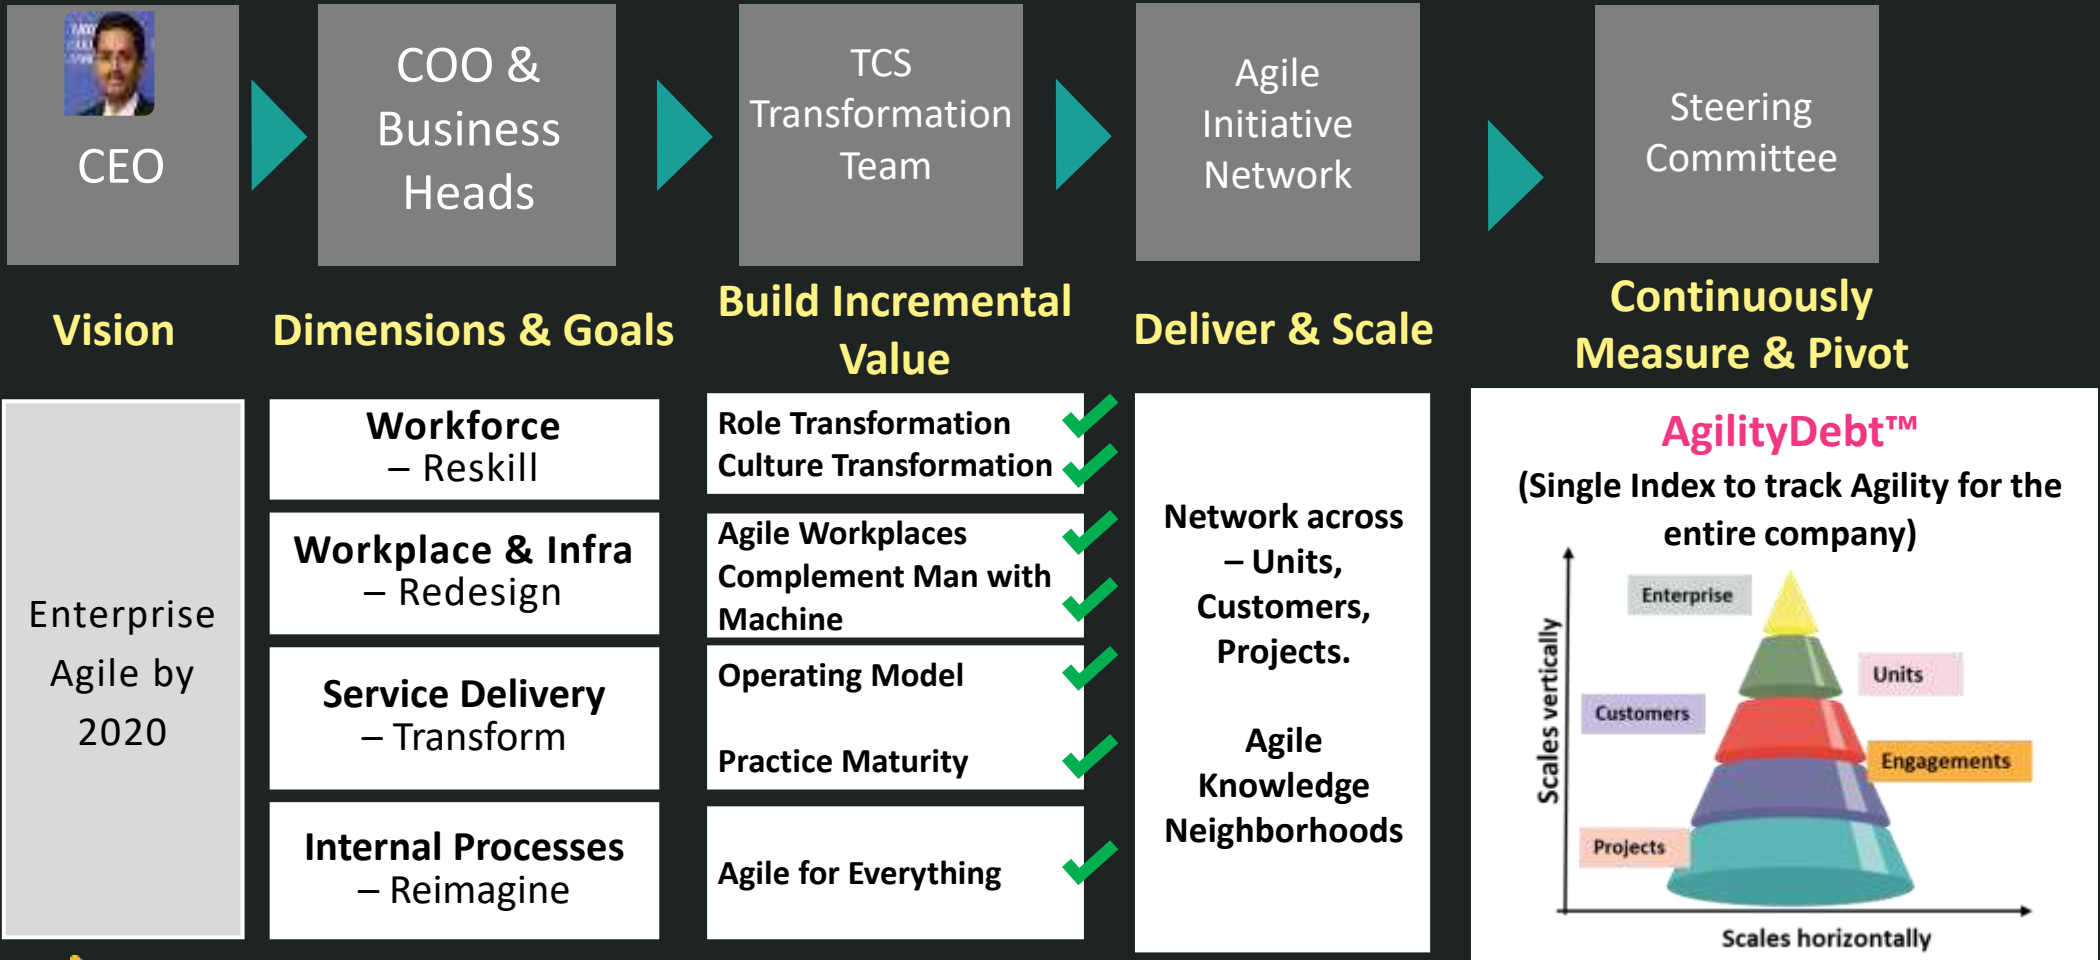 CEO
COO &
Business
Heads
TCS
Transformation
Team
Agile
Initiative
Network
Steering
Committee
Vision
Dimensions & Goals
Build Incremental
Value
Deliver & Scale
Continuously
Measure & Pivot
Enterprise
Agile by
2020
Workforce
– Reskill
Workplace & Infra
– Redesign
Service Delivery
– Transform
Internal Processes
– Reimagine
Role Transformation
Culture Transformation
Agile Workplaces
Complement Man with
Machine
Operating Model
Practice Maturity
Agile for Everything
Network across
– Units,
Customers,
Projects.
Agile
Knowledge
Neighborhoods
AgilityDebt™
(Single Index to track Agility for the
entire company)
Scales vertically
Enterprise
Units
Customers
Engagements
Projects
Scales horizontally